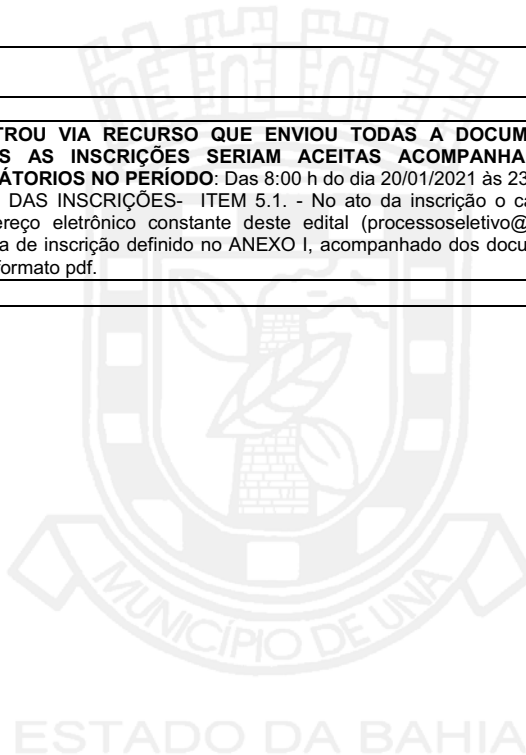 TROU VIA RECURSO QUE ENVIOU TODAS A DOCUM
S AS INSCRIÇÕES SERIAM ACEITAS ACOMPANHA
ÁTORIOS NO PERÍODO: Das 8:00 h do dia 20/01/2021 às 23
DAS INSCRIÇÕES- ITEM 5.1. - No ato da inscrição o ca
ereço eletrônico constante deste edital (processoseletivo@
a de inscrição definido no ANEXO I, acompanhado dos docu
formato pdf.
MUNICÍPIO DE UNA
ESTADO DA BAHIA